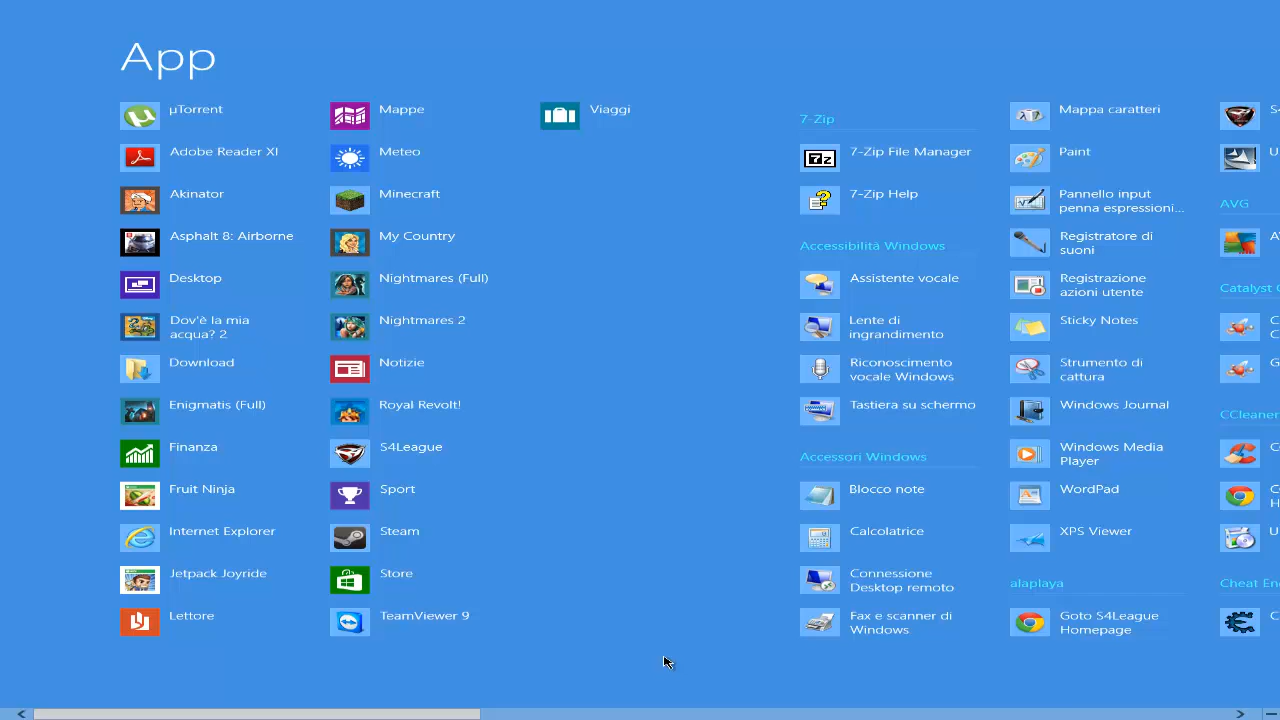 App
µTorrent
Adobe Reader XI
Akinator
Asphalt 8: Airborne
Desktop
Dov'è la mia
acqua? 2
Download
Enigmatis (Full)
Finanza
Fruit Ninja
Internet Explorer
Jetpack Joyride
Lettore
Mappe
Meteo
Minecraft
My Country
Nightmares (Full)
Nightmares 2
Notizie
Royal Revolt!
S4League
Sport
Steam
Store
TeamViewer 9
Viaggi
7-Zip
7-Zip File Manager
7-Zip Help
Accessibilità Windows
Assistente vocale
Lente di
ingrandimento
Riconoscimento
vocale Windows
Tastiera su schermo
Accessori Windows
Blocco note
Calcolatrice
Connessione
Desktop remoto
Fax e scanner di
Windows
Mappa caratteri
Paint
Pannello input
penna espressioni...
Registratore di
suoni
Registrazione
azioni utente
Sticky Notes
Strumento di
cattura
Windows Journal
Windows Media
Player
WordPad
XPS Viewer
alaplaya
Goto S4League
Homepage
AVG
Catalyst
CCleaner
Cheat